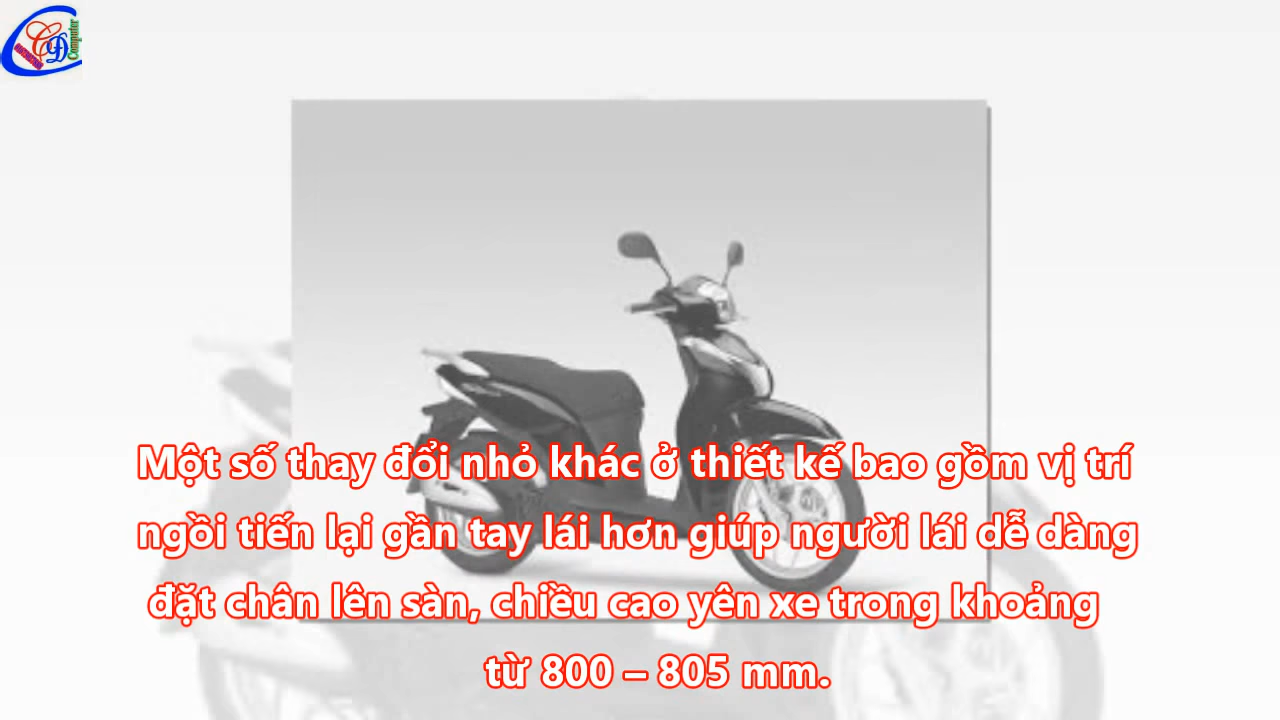 Computer
Một số thay đổi nhỏ khác ở thiết kế bao gồm vị trí
ngồi tiến lại gần tay lái hơn giúp người lái dễ dàng
đặt chân lên sàn, chiều cao yên xe trong khoảng
từ 800 – 805 mm.